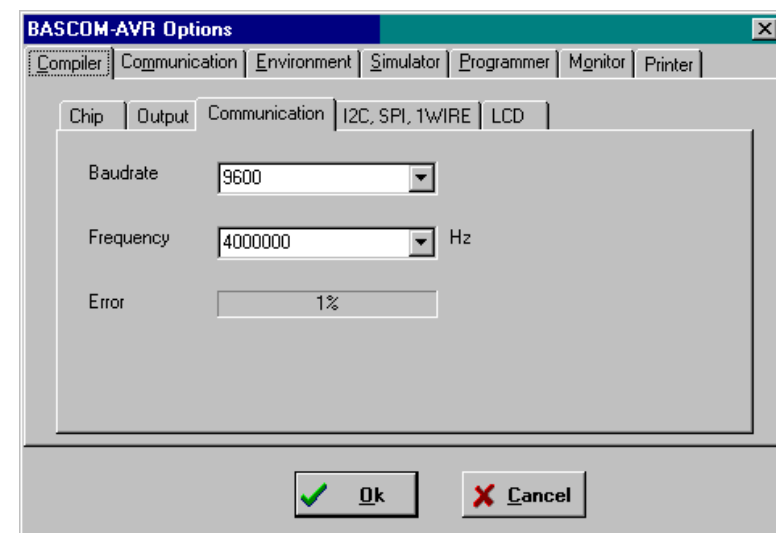 BASCOM-AVR Options
Compiler Communication Environment Simulator Programmer Monitor Printer
Chip Output Communication I2C, SPI, 1WIRE LCD
Baudrate 9600
Frequency 4000000 Hz
Error 1%
Ok Cancel